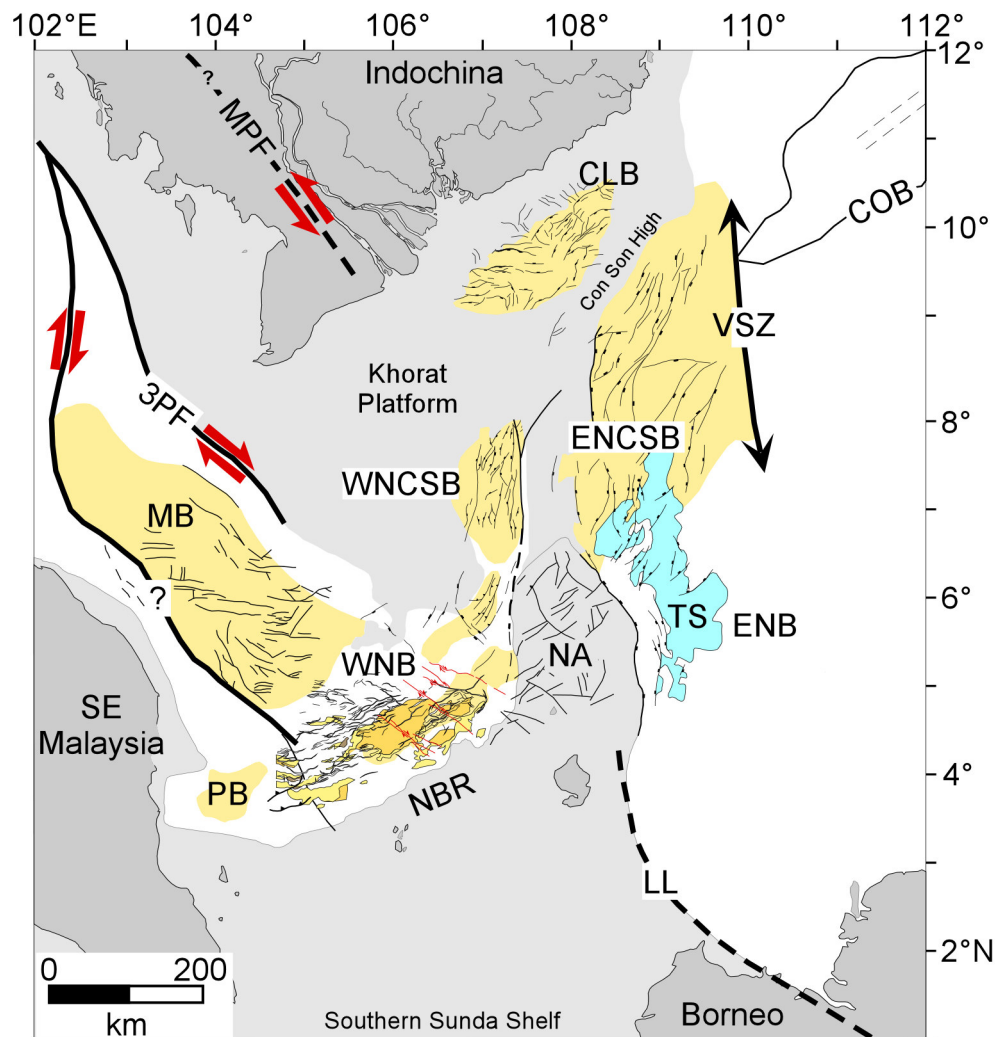 102°E 104° 106° 108° 110° 112°
12°
Indochina
?
MPF
CLB
COB
10°
Con Son High
VSZ
Khorat
Platform
3PF
8°
ENCSB
WNCSB
MB
?
6°
TS
ENB
NA
WNB
SE
Malaysia
4°
PB
NBR
LL
2°N
0 200
km
Southern Sunda Shelf
Borneo